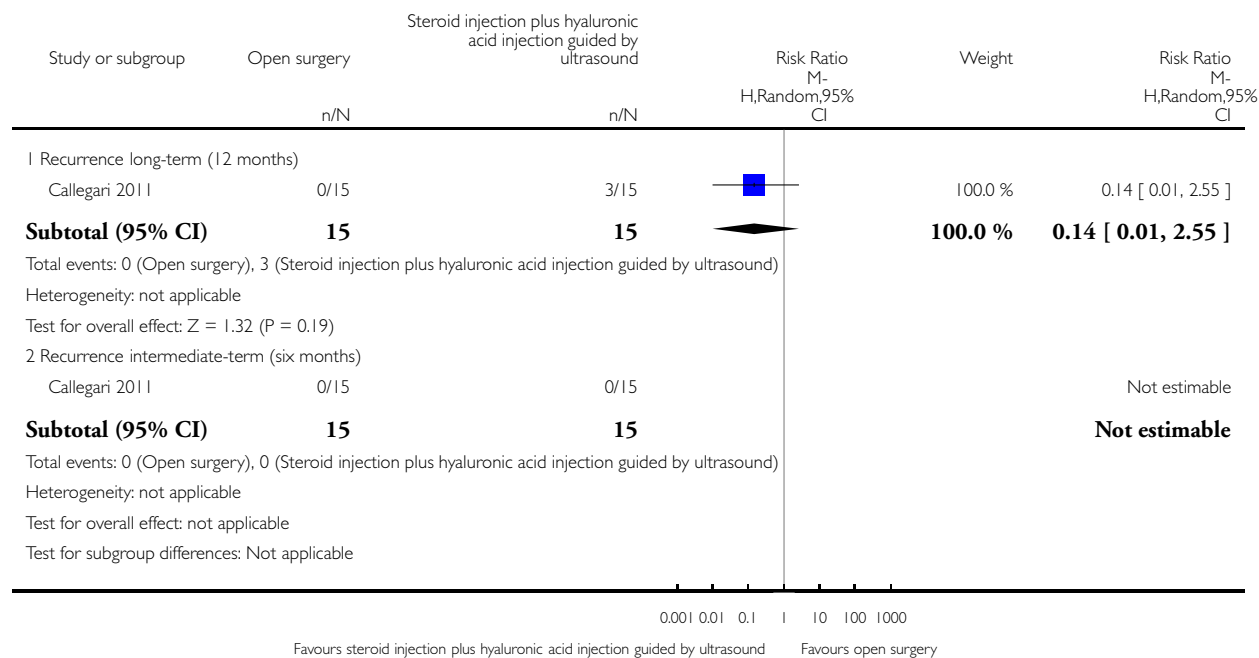 Steroid injection plus hyaluronic
acid injection guided by
Study or subgroup Open surgery ultrasound Risk Ratio Weight Risk Ratio
M- M-
H,Random,95% H,Random,95%
n/N n/N CI CI
1 Recurrence long-term (12 months)
Callegari 2011 0/15 3/15 100.0 % 0.14 [ 0.01, 2.55 ]
Subtotal (95% CI) 15 15 100.0 % 0.14 [ 0.01, 2.55 ]
Total events: 0 (Open surgery), 3 (Steroid injection plus hyaluronic acid injection guided by ultrasound)
Heterogeneity: not applicable
Test for overall effect: Z = 1.32 (P = 0.19)
2 Recurrence intermediate-term (six months)
Callegari 2011 0/15 0/15 Not estimable
Subtotal (95% CI) 15 15 Not estimable
Total events: 0 (Open surgery), 0 (Steroid injection plus hyaluronic acid injection guided by ultrasound)
Heterogeneity: not applicable
Test for overall effect: not applicable
Test for subgroup differences: Not applicable
0.001 0.01 0.1 1 10 100 1000
Favours steroid injection plus hyaluronic acid injection guided by ultrasound Favours open surgery